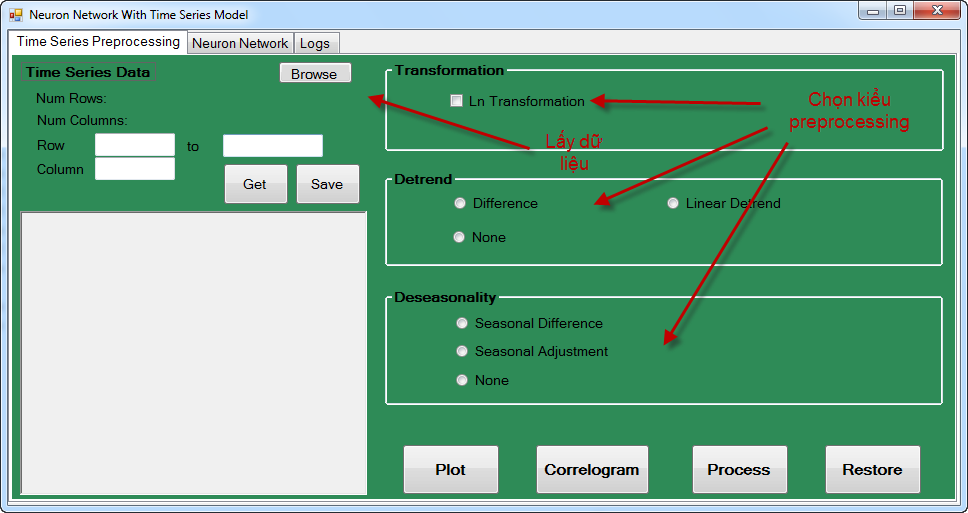 Neuron Network With Time Series Model
Time Series Preprocessing
Neuron Network
Logs
Time Series Data
Browse
Num Rows:
Num Columns:
Row
to
Column
Get
Save
Transformation
Ln Transformation
Chọn kiểu
preprocessing
Lấy dữ
liệu
Detrend
Difference
Linear Detrend
None
Deseasonality
Seasonal Difference
Seasonal Adjustment
None
Plot
Correlogram
Process
Restore